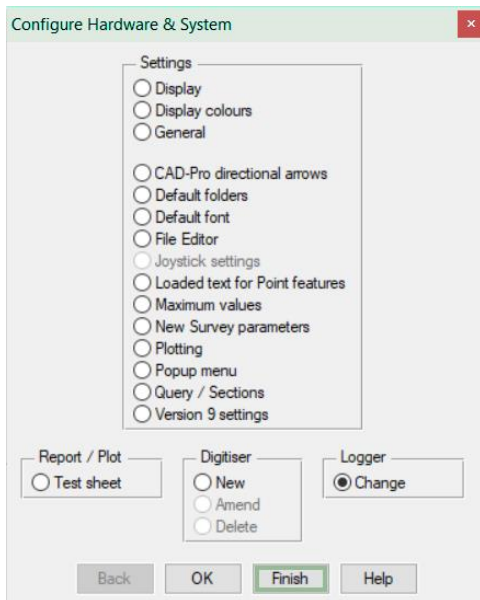 Configure Hardware & System
Settings
Display
Display colours
General
CAD-Pro directional arrows
Default folders
Default font
File Editor
Joystick settings
Loaded text for Point features
Maximum values
New Survey parameters
Plotting
Popup menu
Query / Sections
Version 9 settings
Report / Plot
Test sheet
Digitiser
New
Amend
Delete
Logger
Change
Back OK Finish Help